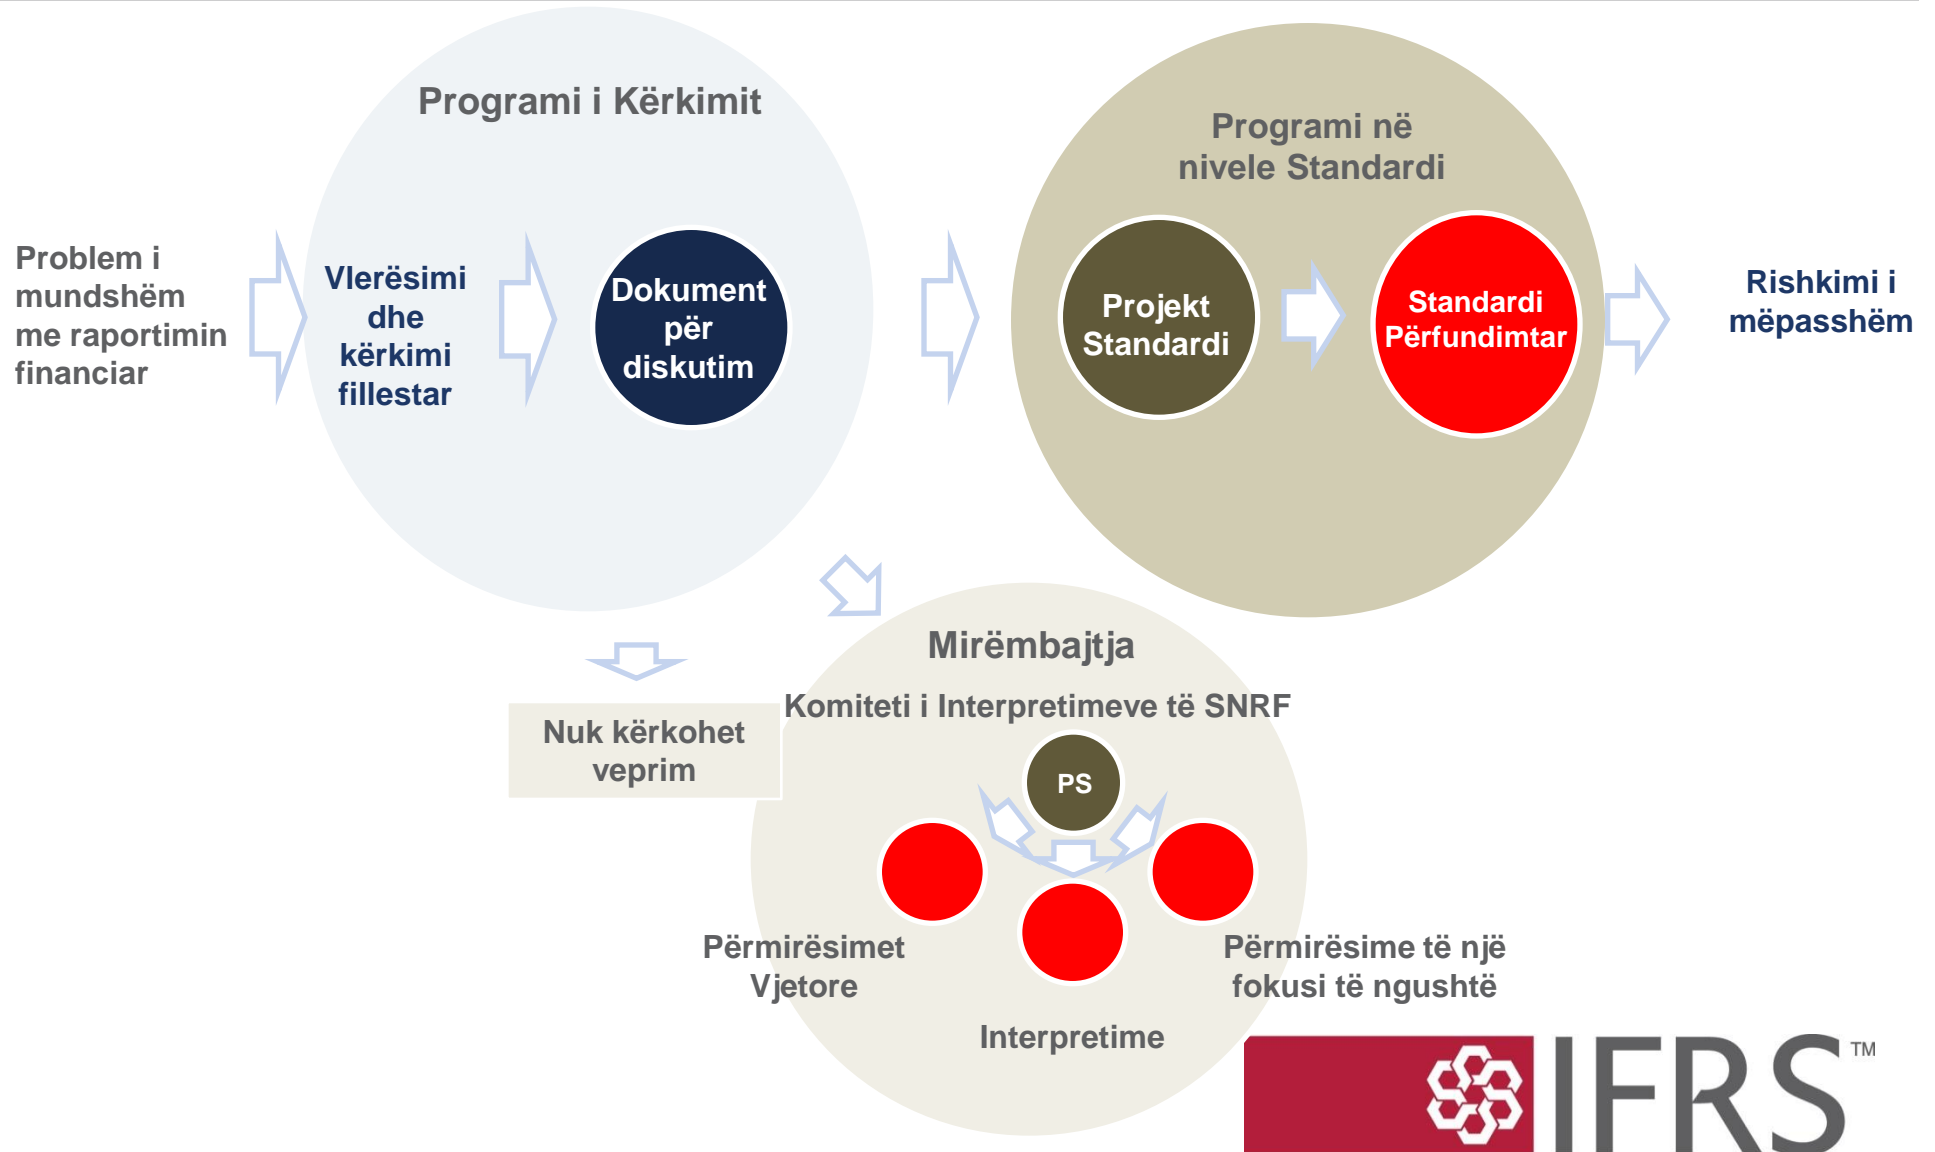 Programi i Kërkimit
Problem i
mundshëm
me raportimin
financiar
Vlerësimi
dhe
kërkimi
fillestar
Dokument
për
diskutim
Programi në
nivele Standardi
Projekt
Standardi
Standardi
Përfundimtar
Rishkimi i
mëpasshëm
Nuk kërkohet
veprim
Mirëmbajtja
Komiteti i Interpretimeve të SNRF
PS
Përmirësimet
Vjetore
Interpretime
Përmirësime të një
fokusi të ngushtë
IFRS™